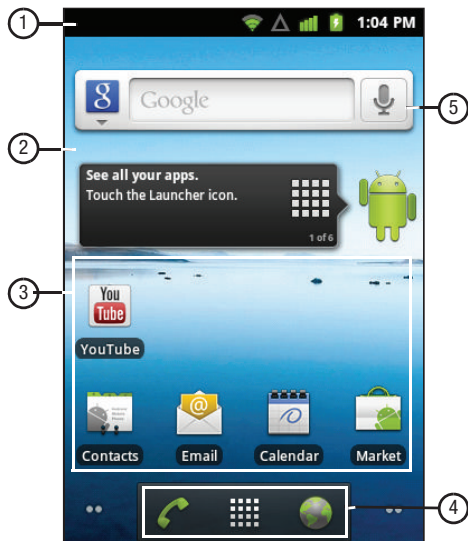 1
1:04 PM
g
Google
5
2
See all your apps.
Touch the Launcher icon.
1 of 6
3
You
Tube
YouTube
@
Contacts
Email
Calendar
Market
4